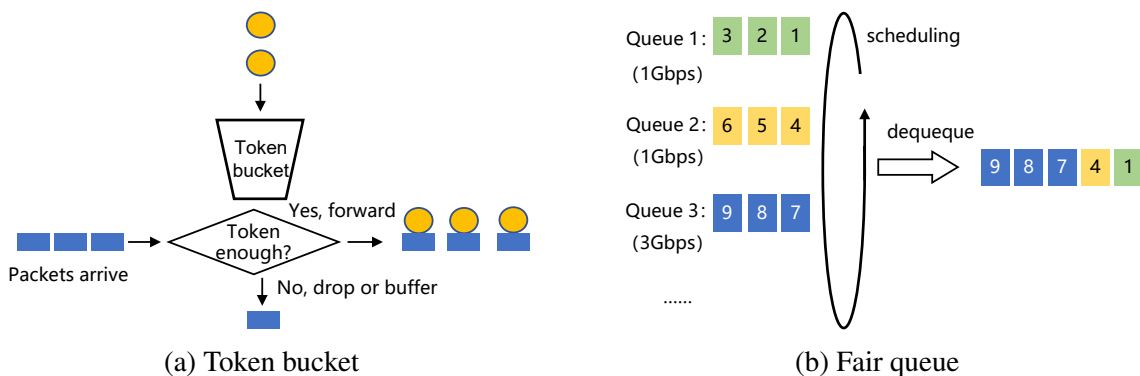 Token
bucket
Yes, forward
Token
enough?
Packets arrive
No, drop or buffer
(a) Token bucket
Queue 1:
3 2 1
(1Gbps)
scheduling
Queue 2:
6 5 4
(1Gbps)
dequeque
9 8 7 4 1
Queue 3:
9 8 7
(3Gbps)
......
(b) Fair queue